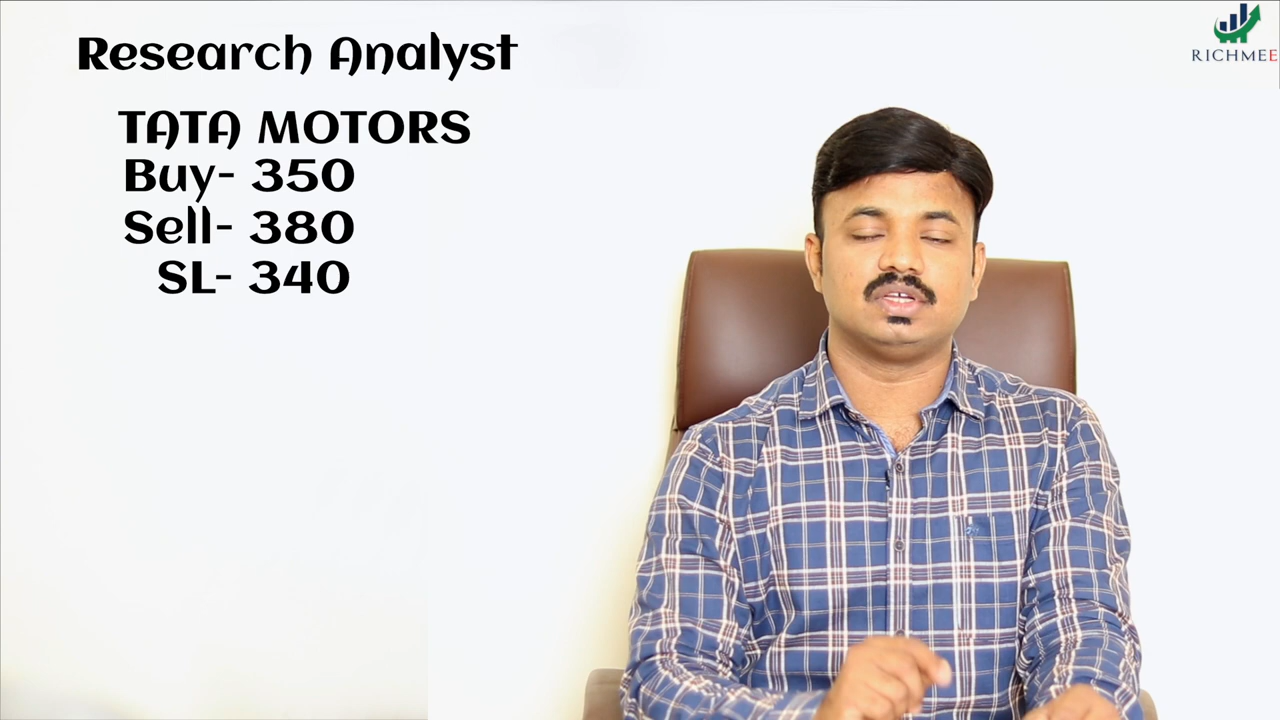 Research Analyst
TATA MOTORS
Buy- 350
Sell- 380
SL- 340
RICHMEE